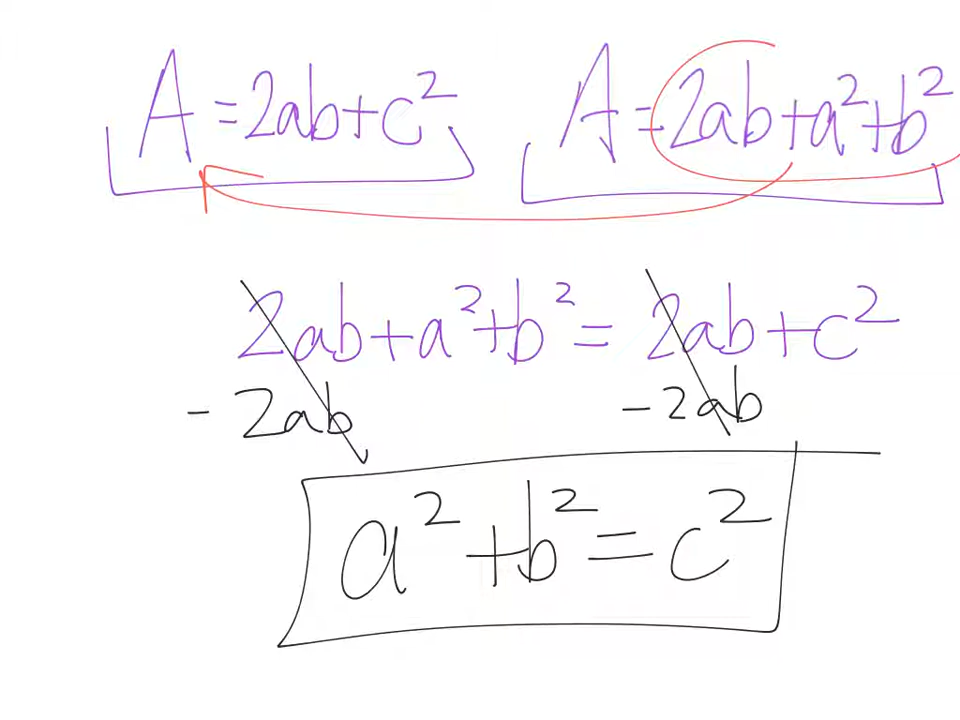 A = 2ab + c² A = 2ab + a² + b²
2ab + a² + b² = 2ab + c²
- 2ab - 2ab
a² + b² = c²